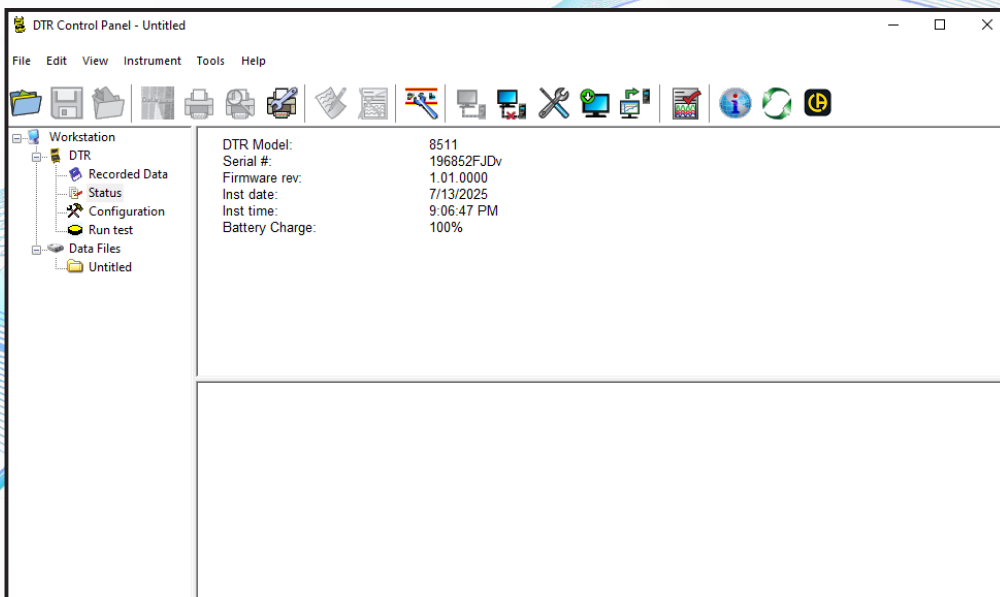 DTR Control Panel - Untitled
File Edit View Instrument Tools Help
Workstation
DTR
Recorded Data
Status
Configuration
Run test
Data Files
Untitled
DTR Model: 8511
Serial #: 196852FJDv
Firmware rev: 1.01.0000
Inst date: 7/13/2025
Inst time: 9:06:47 PM
Battery Charge: 100%